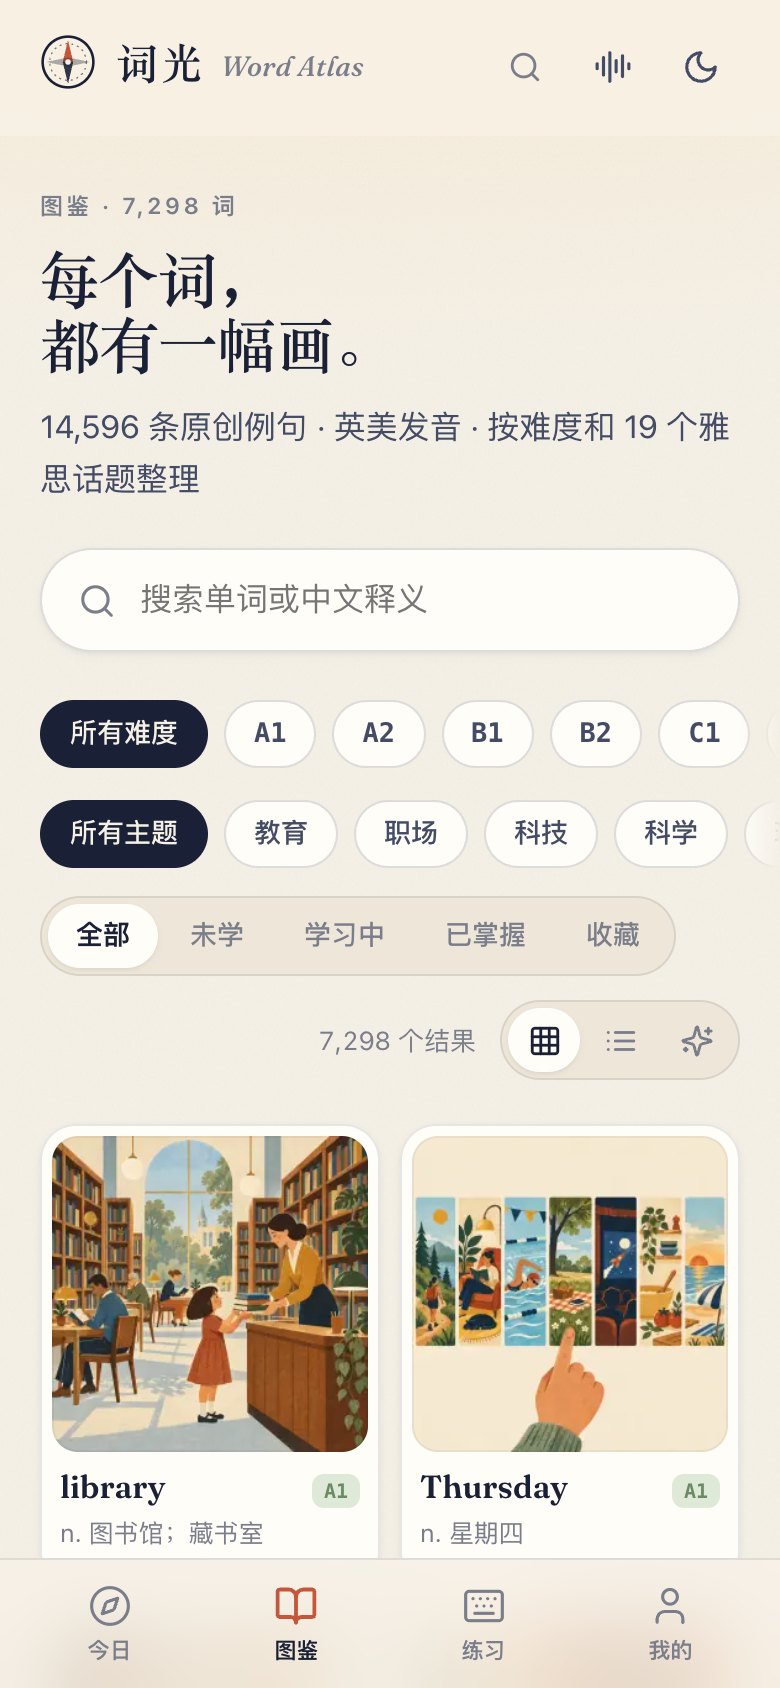 词光 Word Atlas
图鉴 · 7,298 词
每个词，
都有一幅画。
14,596 条原创例句 · 英美发音 · 按难度和 19 个雅
思话题整理
搜索单词或中文释义
所有难度 A1 A2 B1 B2 C1
所有主题 教育 职场 科技 科学
全部 未学 学习中 已掌握 收藏
7,298 个结果
library A1
n. 图书馆；藏书室
Thursday A1
n. 星期四
今日 图鉴 练习 我的